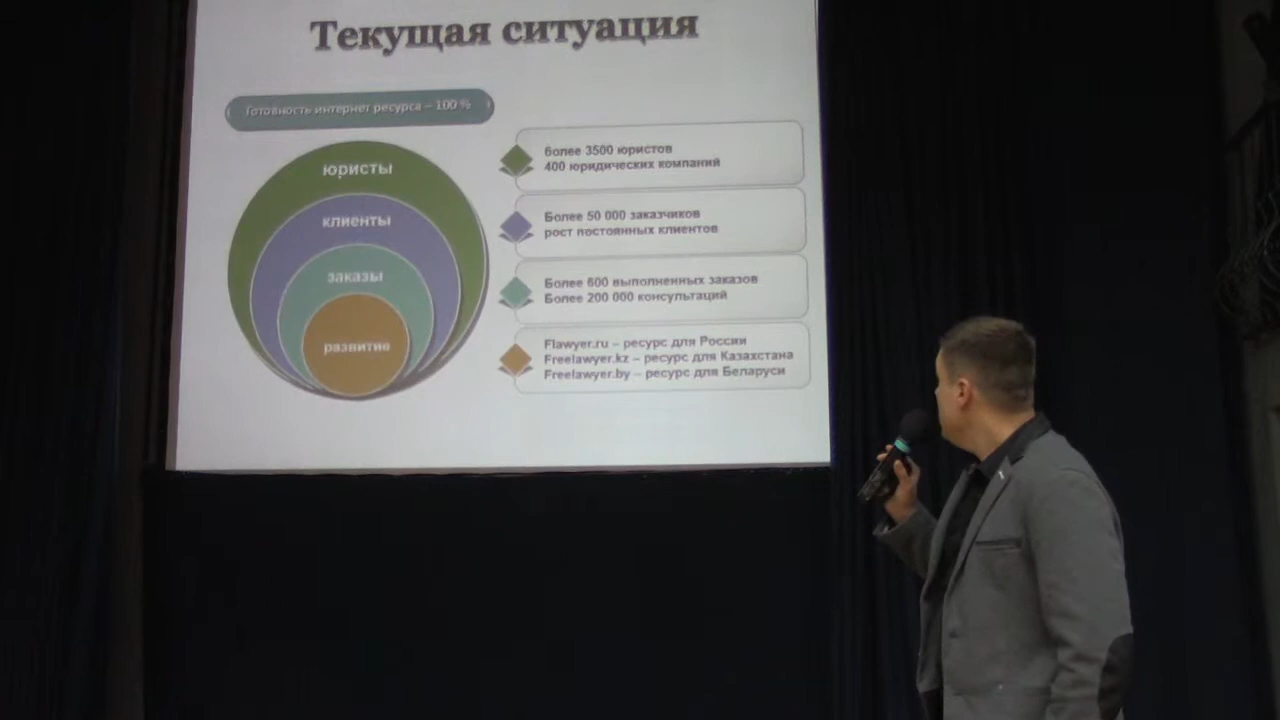 Текущая ситуация
Готовность интернет ресурса – 100 %
юристы
клиенты
заказы
развитие
более 3500 юристов
400 юридических компаний
Более 50 000 заказчиков
рост постоянных клиентов
Более 600 выполненных заказов
Более 200 000 консультаций
Flawyer.ru – ресурс для России
Freelawyer.kz – ресурс для Казахстана
Freelawyer.by – ресурс для Беларуси